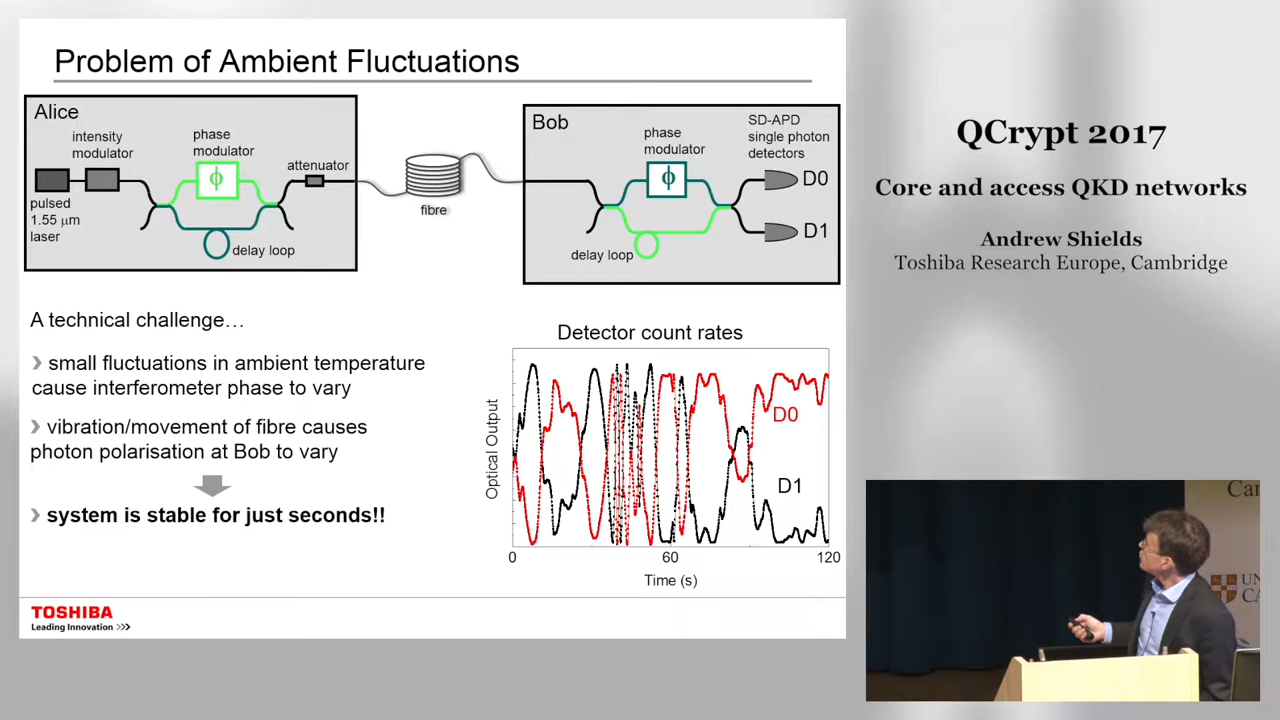 Problem of Ambient Fluctuations
Alice
intensity
modulator
phase
modulator
attenuator
ϕ
pulsed
1.55 μm
laser
delay loop
fibre
Bob
phase
modulator
SD-APD
single photon
detectors
ϕ
D0
D1
delay loop
A technical challenge…
❯ small fluctuations in ambient temperature
cause interferometer phase to vary
❯ vibration/movement of fibre causes
photon polarisation at Bob to vary
❯ system is stable for just seconds!!
Detector count rates
Optical Output
D0
D1
0
60
120
Time (s)
TOSHIBA
Leading Innovation ❯❯❯
QCrypt 2017
Core and access QKD networks
Andrew Shields
Toshiba Research Europe, Cambridge